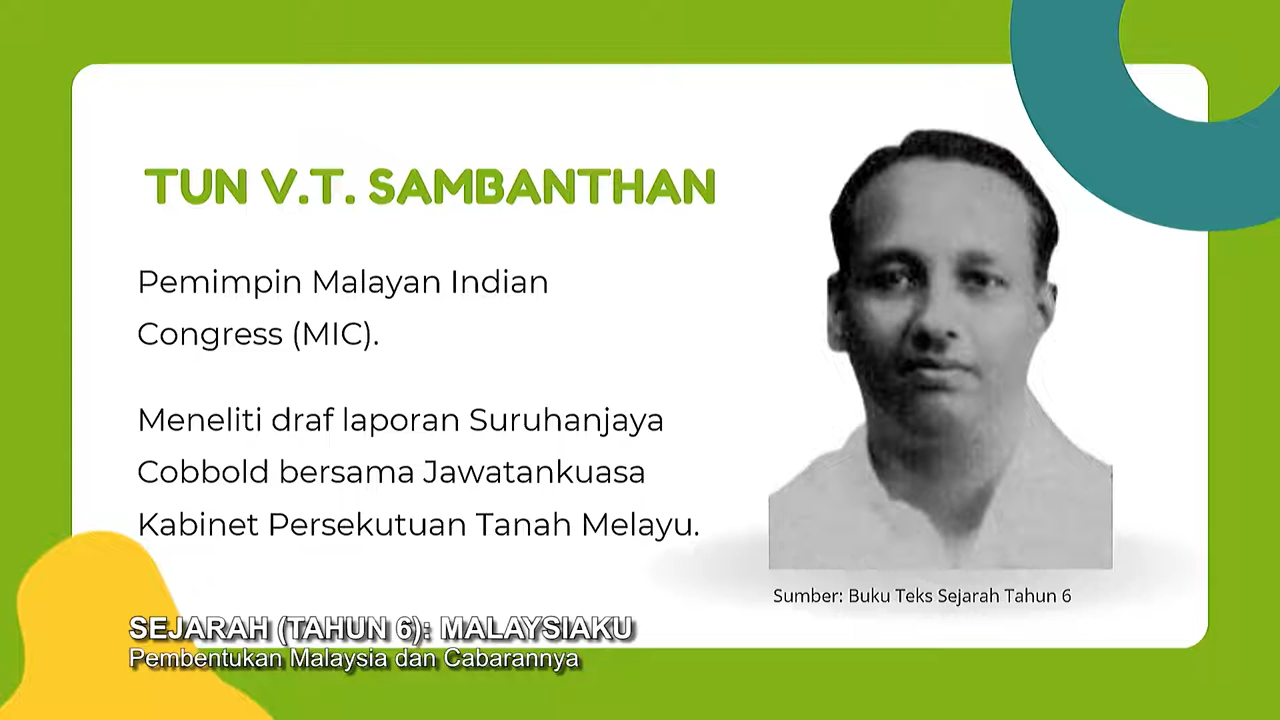 TUN V.T. SAMBANTHAN
Pemimpin Malayan Indian
Congress (MIC).
Meneliti draf laporan Suruhanjaya
Cobbold bersama Jawatankuasa
Kabinet Persekutuan Tanah Melayu.
Sumber: Buku Teks Sejarah Tahun 6
SEJARAH (TAHUN 6): MALAYSIAKU
Pembentukan Malaysia dan Cabarannya